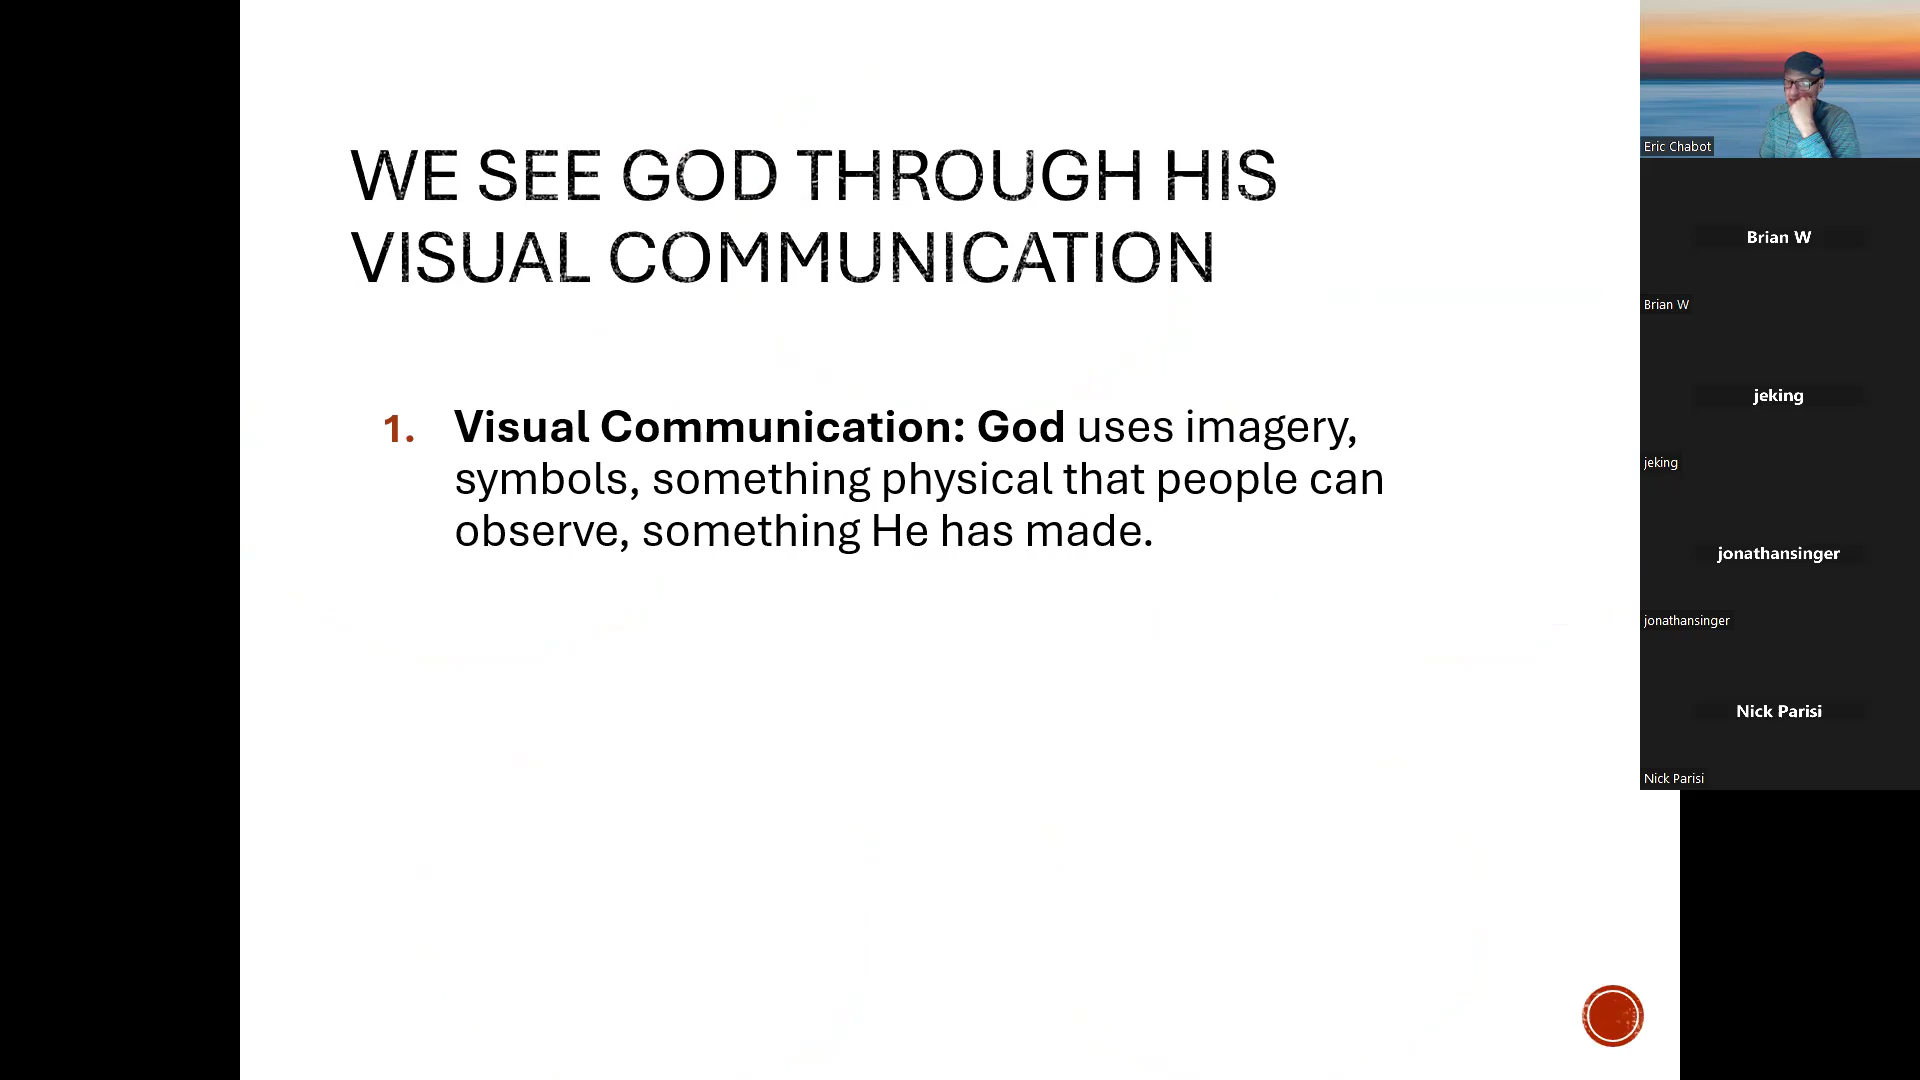 WE SEE GOD THROUGH HIS
VISUAL COMMUNICATION
1. Visual Communication: God uses imagery,
symbols, something physical that people can
observe, something He has made.
Eric Chabot
Brian W
Brian W
jeking
jeking
jonathansinger
jonathansinger
Nick Parisi
Nick Parisi